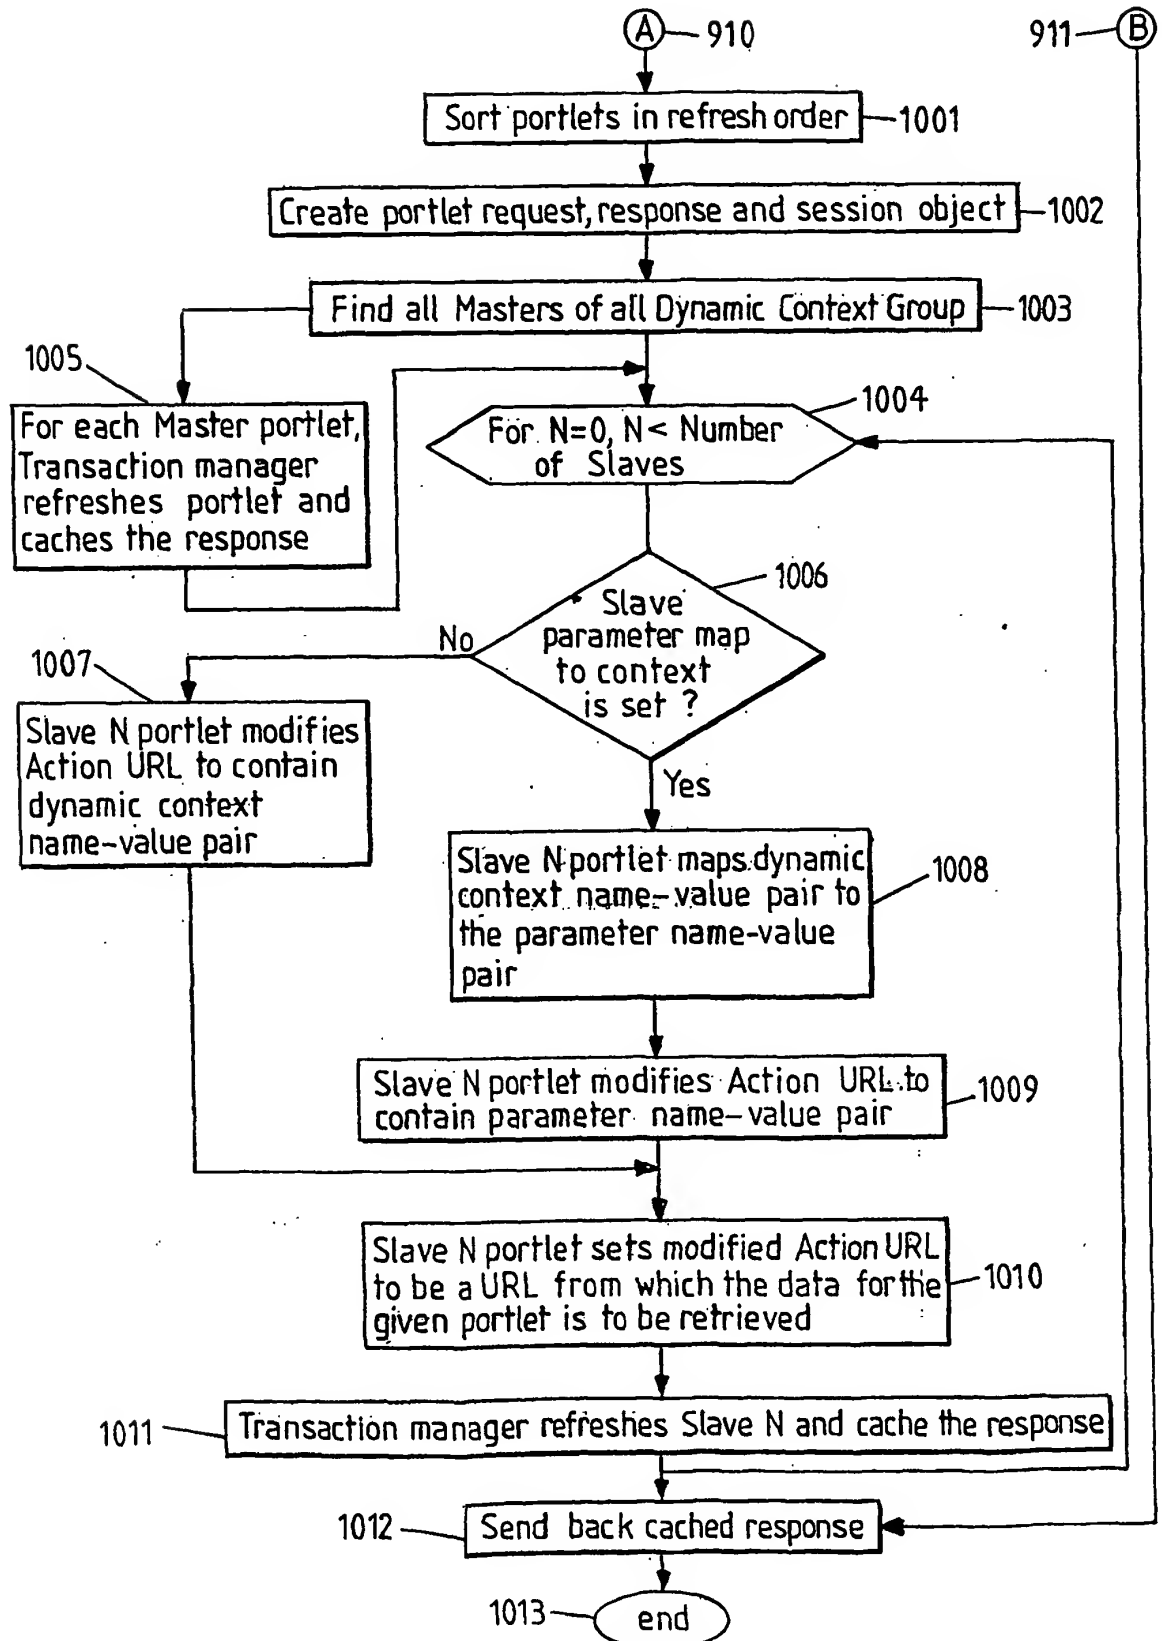 A
910
911
B
Sort portlets in refresh order
1001
Create portlet request, response and session object
1002
Find all Masters of all Dynamic Context Group
1003
1005
For each Master portlet,
Transaction manager
refreshes portlet and
caches the response
1004
For N=0, N< Number
of Slaves
1006
Slave
parameter map
to context
is set ?
No
Yes
1007
Slave N portlet modifies
Action URL to contain
dynamic context
name-value pair
Slave N portlet maps dynamic
context name-value pair to
the parameter name-value
pair
1008
Slave N portlet modifies Action URL to
contain parameter name-value pair
1009
Slave N portlet sets modified Action URL
to be a URL from which the data for the
given portlet is to be retrieved
1010
1011
Transaction manager refreshes Slave N and cache the response
1012
Send back cached response
1013
end